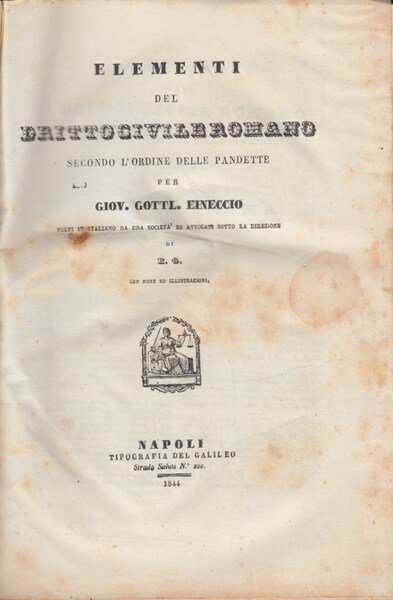 ELEMENTI
DEL
DRITTO CIVILE ROMANO
SECONDO L'ORDINE DELLE PANDETTE
PER
GIOV. GOTTL. EINECCIO
VOLTI IN ITALIANO DA UNA SOCIETA' DI AVVOCATI SOTTO LA DIREZIONE
DI
R. G.
CON NOTE ED ILLUSTRAZIONI,
NAPOLI
TIPOGRAFIA DEL GALILEO
Strada Salute N.° 200.
1844